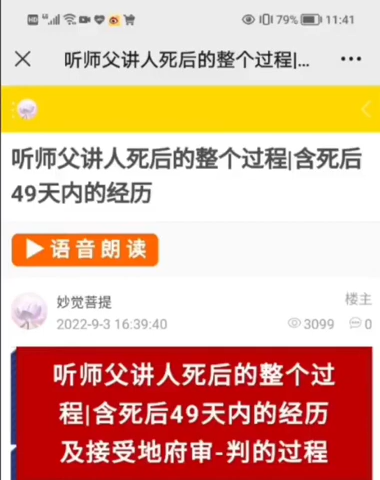 79% 11:41
听师父讲人死后的整个过程|...
听师父讲人死后的整个过程|含死后
49天内的经历
语音朗读
妙觉菩提
楼主
2022-9-3 16:39:40
3099
0
听师父讲人死后的整个过
程|含死后49天内的经历
及接受地府审-判的过程